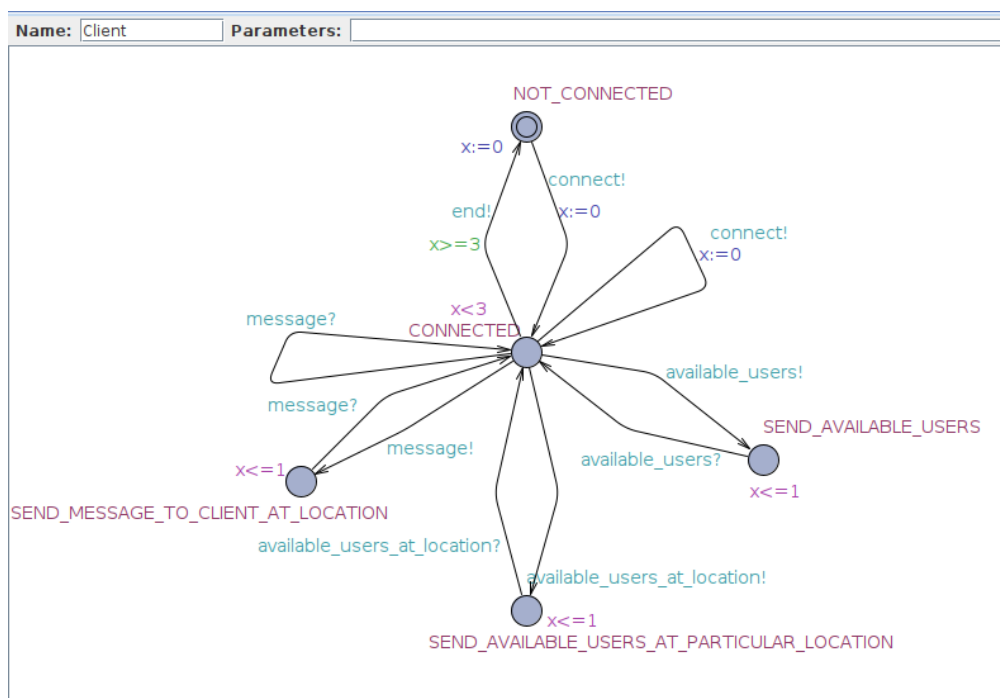 Name: Client Parameters:
NOT_CONNECTED
x:=0
connect!
end!
x:=0
x>=3
connect!
x:=0
x<3
message?
CONNECTED
available_users!
message?
SEND_AVAILABLE_USERS
message!
available_users?
x<=1
x<=1
SEND_MESSAGE_TO_CLIENT_AT_LOCATION
available_users_at_location?
available_users_at_location!
x<=1
SEND_AVAILABLE_USERS_AT_PARTICULAR_LOCATION